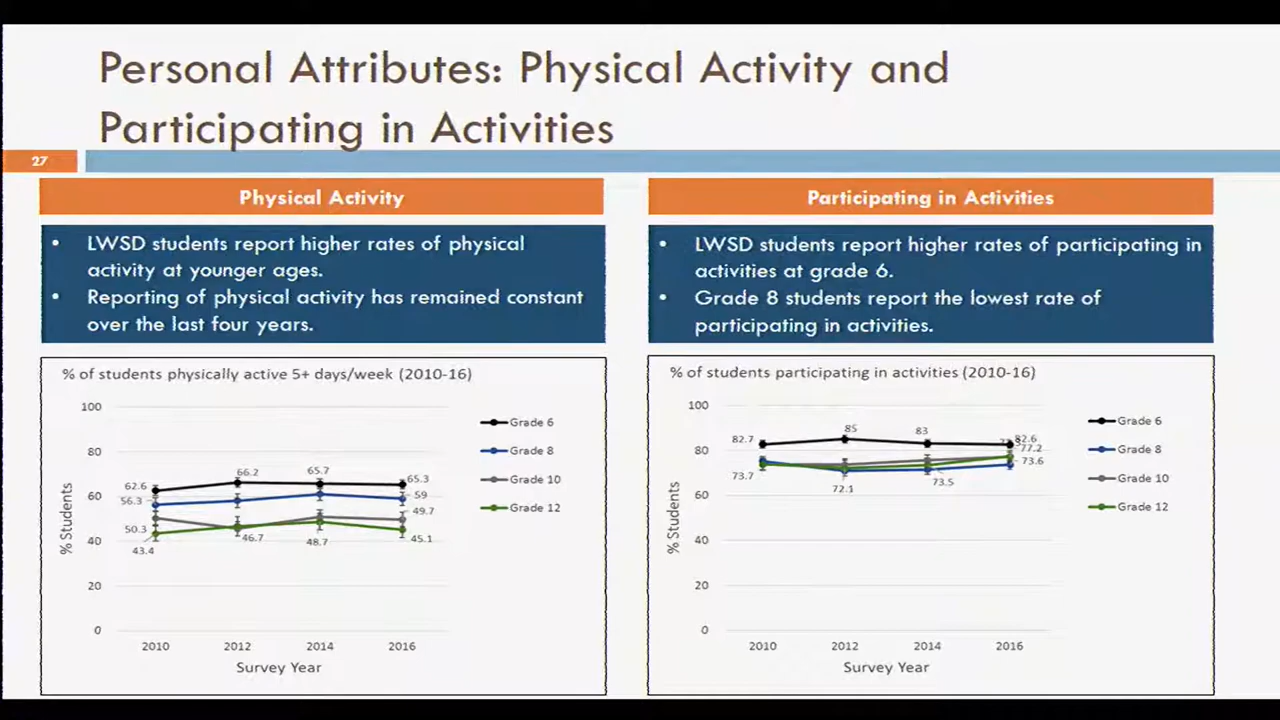 Personal Attributes: Physical Activity and
Participating in Activities
27
Physical Activity
• LWSD students report higher rates of physical
activity at younger ages.
• Reporting of physical activity has remained constant
over the last four years.
% of students physically active 5+ days/week (2010-16)
% Students
100
80
60
40
20
0
62.6
66.2
65.7
65.3
56.3
59
50.3
49.7
43.4
46.7
48.7
45.1
2010 2012 2014 2016
Survey Year
Grade 6
Grade 8
Grade 10
Grade 12
Participating in Activities
• LWSD students report higher rates of participating in
activities at grade 6.
• Grade 8 students report the lowest rate of
participating in activities.
% of students participating in activities (2010-16)
% Students
100
80
60
40
20
0
82.7
85
83
82.6
77.2
73.7
72.1
73.5
73.6
2010 2012 2014 2016
Survey Year
Grade 6
Grade 8
Grade 10
Grade 12